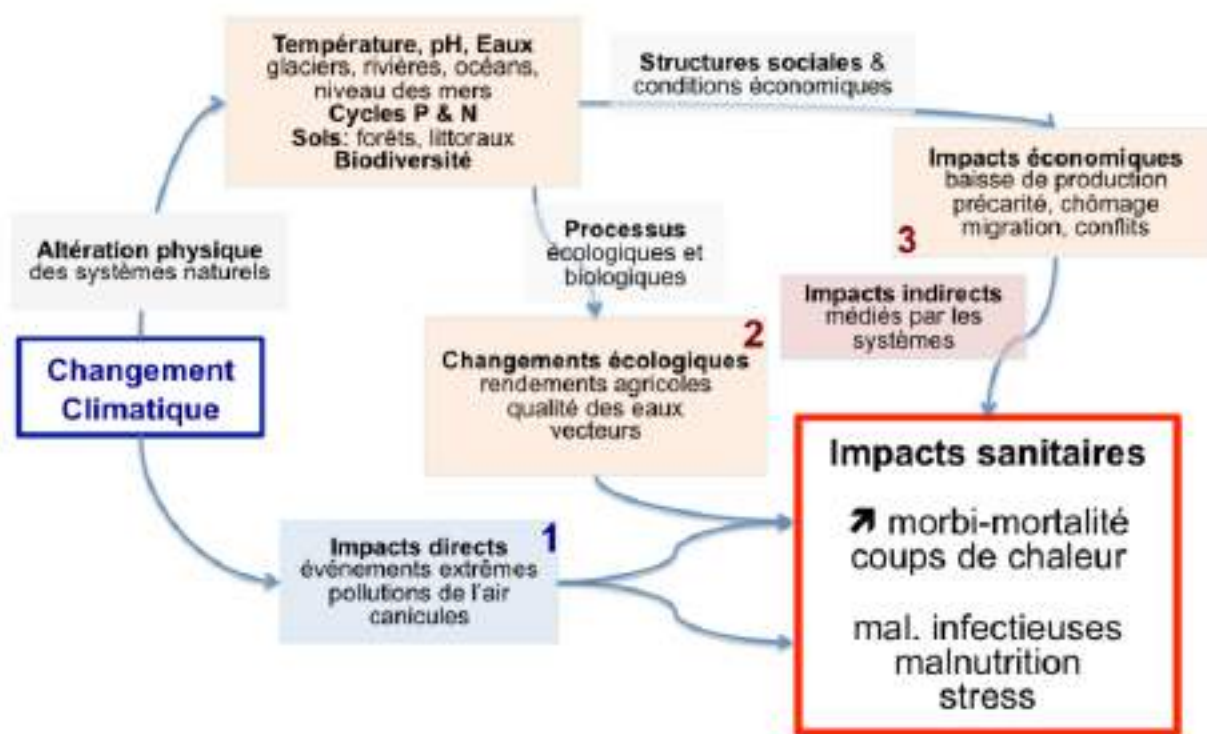 Température, pH, Eaux
glaciers, rivières, océans,
niveau des mers
Cycles P & N
Sols: forêts, littoraux
Biodiversité
Structures sociales &
conditions économiques
Impacts économiques
baisse de production
précarité, chômage
migration, conflits
3
Altération physique
des systèmes naturels
Processus
écologiques et
biologiques
Impacts indirects
médiés par les
systèmes
Changement
Climatique
2
Changements écologiques
rendements agricoles
qualité des eaux
vecteurs
Impacts sanitaires
↗ morbi-mortalité
coups de chaleur
mal. infectieuses
malnutrition
stress
1
Impacts directs
événements extrêmes
pollutions de l'air
canicules